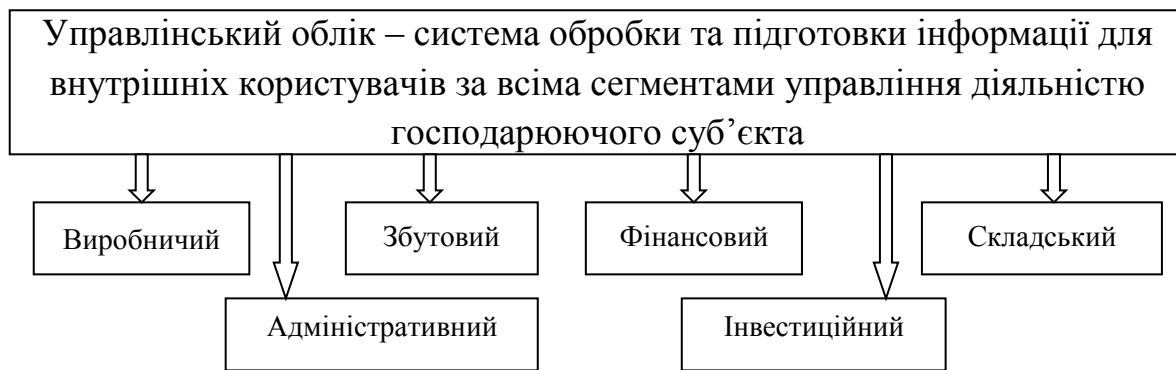 Управлінський облік – система обробки та підготовки інформації для
внутрішніх користувачів за всіма сегментами управління діяльністю
господарюючого суб’єкта
Виробничий
Збутовий
Фінансовий
Складський
Адміністративний
Інвестиційний